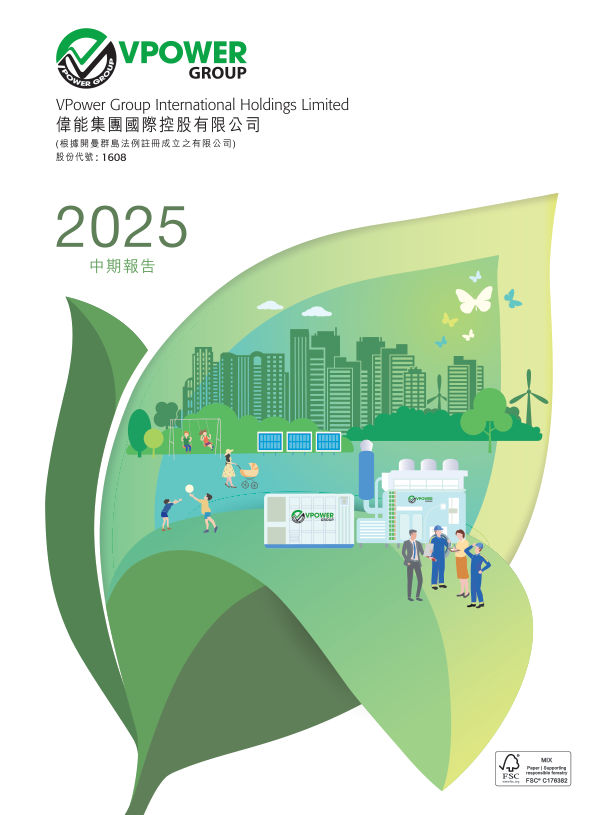 VPOWER
GROUP
VPOWER GROUP
VPower Group International Holdings Limited
偉能集團國際控股有限公司
(根據開曼群島法例註冊成立之有限公司)
股份代號 : 1608
2025
中期報告
VPOWER
GROUP
VPOWER
GROUP
FSC
MIX
Paper | Supporting
responsible forestry
FSC® C176382